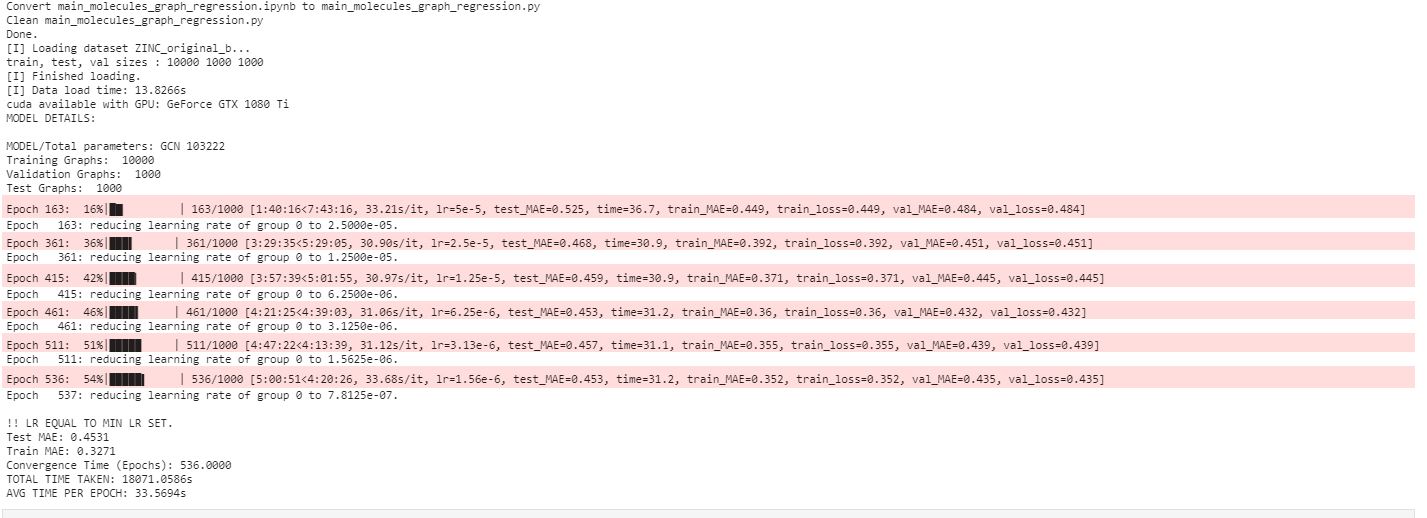 Convert main_molecules_graph_regression.ipynb to main_molecules_graph_regression.py
Clean main_molecules_graph_regression.py
Done.
[I] Loading dataset ZINC_original_b...
train, test, val sizes : 10000 1000 1000
[I] Finished loading.
[I] Data load time: 13.8266s
cuda available with GPU: GeForce GTX 1080 Ti
MODEL DETAILS:
MODEL/Total parameters: GCN 103222
Training Graphs:  10000
Validation Graphs:  1000
Test Graphs:  1000
Epoch 163:  16%|██        | 163/1000 [1:40:16<7:43:16, 33.21s/it, lr=5e-5, test_MAE=0.525, time=36.7, train_MAE=0.449, train_loss=0.449, val_MAE=0.484, val_loss=0.484]
Epoch   163: reducing learning rate of group 0 to 2.5000e-05.
Epoch 361:  36%|███▌      | 361/1000 [3:29:35<5:29:05, 30.90s/it, lr=2.5e-5, test_MAE=0.468, time=30.9, train_MAE=0.392, train_loss=0.392, val_MAE=0.451, val_loss=0.451]
Epoch   361: reducing learning rate of group 0 to 1.2500e-05.
Epoch 415:  42%|████▏     | 415/1000 [3:57:39<5:01:55, 30.97s/it, lr=1.25e-5, test_MAE=0.459, time=30.9, train_MAE=0.371, train_loss=0.371, val_MAE=0.445, val_loss=0.445]
Epoch   415: reducing learning rate of group 0 to 6.2500e-06.
Epoch 461:  46%|████▌     | 461/1000 [4:21:25<4:39:03, 31.06s/it, lr=6.25e-6, test_MAE=0.453, time=31.2, train_MAE=0.36, train_loss=0.36, val_MAE=0.432, val_loss=0.432]
Epoch   461: reducing learning rate of group 0 to 3.1250e-06.
Epoch 511:  51%|█████     | 511/1000 [4:47:22<4:13:39, 31.12s/it, lr=3.13e-6, test_MAE=0.457, time=31.1, train_MAE=0.355, train_loss=0.355, val_MAE=0.439, val_loss=0.439]
Epoch   511: reducing learning rate of group 0 to 1.5625e-06.
Epoch 536:  54%|█████▎    | 536/1000 [5:00:51<4:20:26, 33.68s/it, lr=1.56e-6, test_MAE=0.453, time=31.2, train_MAE=0.352, train_loss=0.352, val_MAE=0.435, val_loss=0.435]
Epoch   537: reducing learning rate of group 0 to 7.8125e-07.
!! LR EQUAL TO MIN LR SET.
Test MAE: 0.4531
Train MAE: 0.3271
Convergence Time (Epochs): 536.0000
TOTAL TIME TAKEN: 18071.0586s
AVG TIME PER EPOCH: 33.5694s